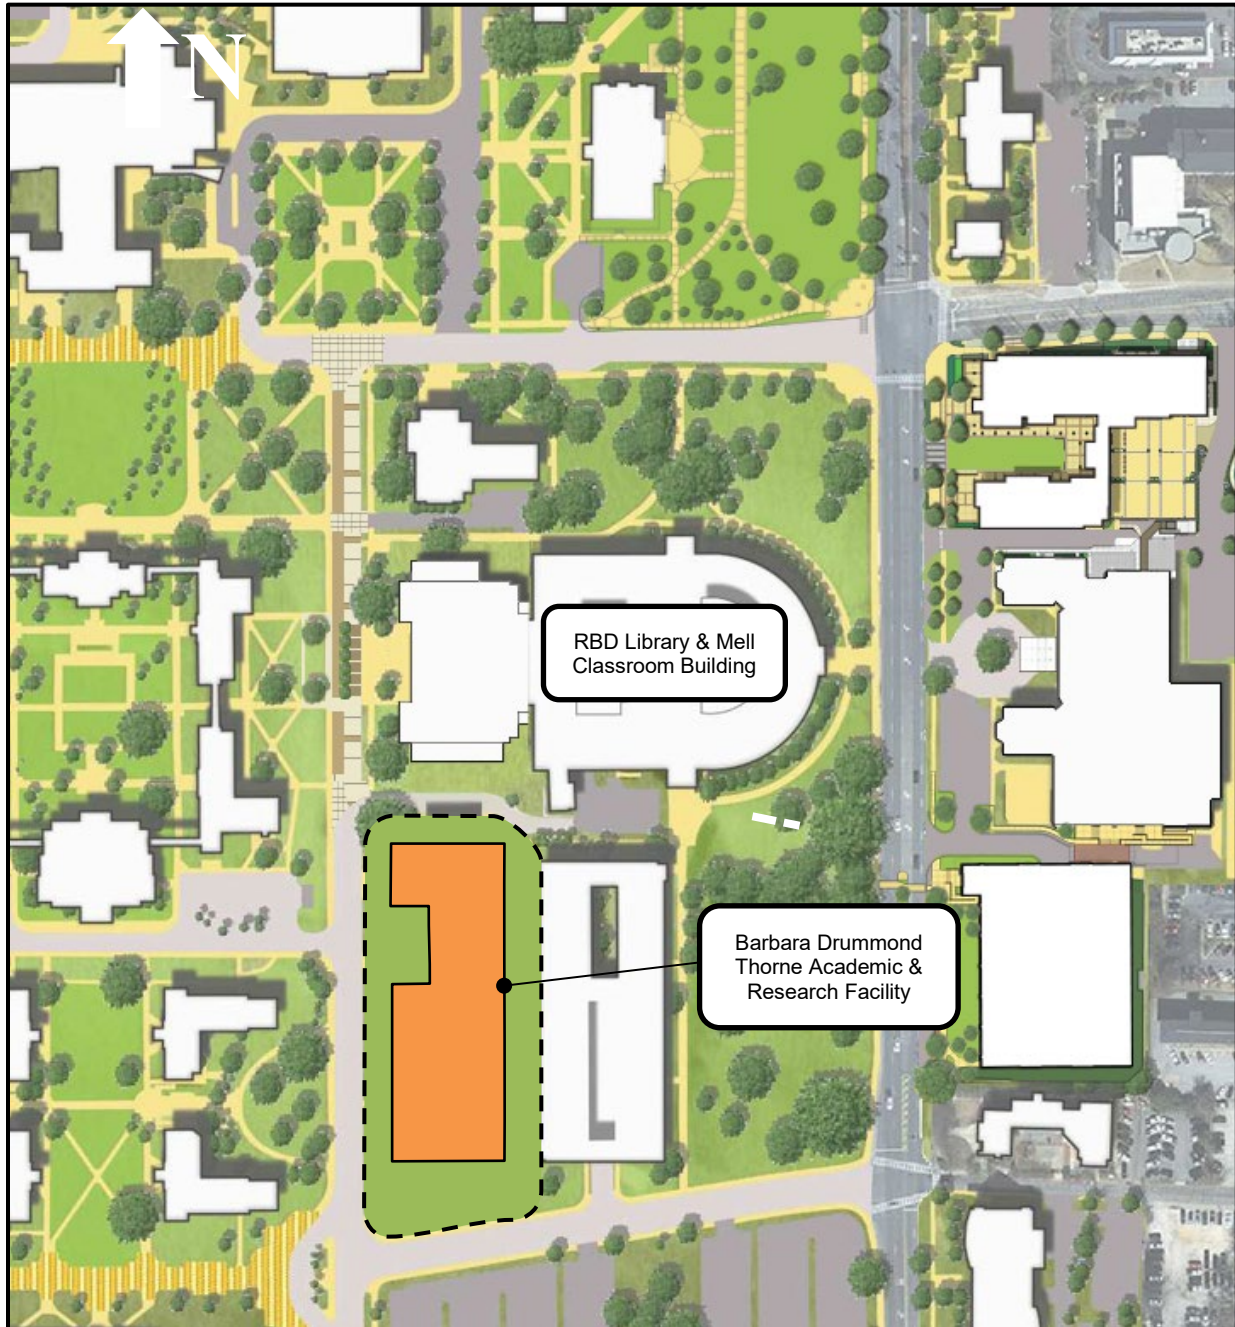 N
RBD Library & Mell
Classroom Building
Barbara Drummond
Thorne Academic &
Research Facility